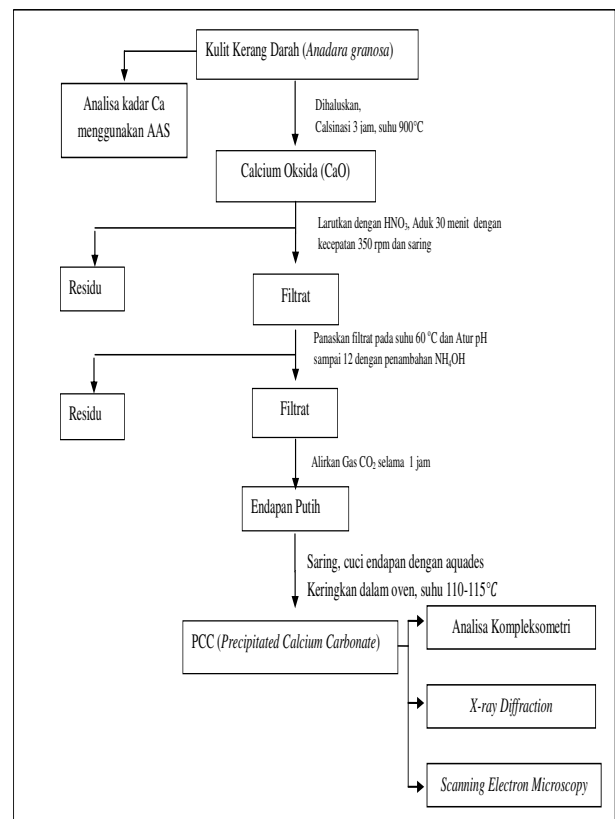 Kulit Kerang Darah (Anadara granosa)
Analisa kadar Ca
menggunakan AAS
Dihaluskan,
Calsinasi 3 jam, suhu 900°C
Calcium Oksida (CaO)
Larutkan dengan HNO₃, Aduk 30 menit dengan
kecepatan 350 rpm dan saring
Residu
Filtrat
Panaskan filtrat pada suhu 60 °C dan Atur pH
sampai 12 dengan penambahan NH₄OH
Residu
Filtrat
Alirkan Gas CO₂ selama 1 jam
Endapan Putih
Saring, cuci endapan dengan aquades
Keringkan dalam oven, suhu 110-115°C
PCC (Precipitated Calcium Carbonate)
Analisa Kompleksometri
X-ray Diffraction
Scanning Electron Microscopy